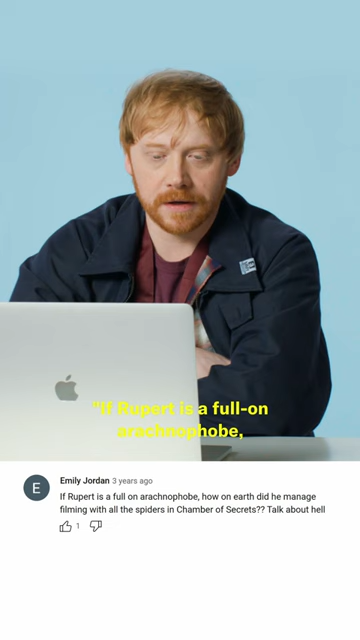 "If Rupert is a full-on
arachnophobe,
E
Emily Jordan 3 years ago
If Rupert is a full on arachnophobe, how on earth did he manage
filming with all the spiders in Chamber of Secrets?? Talk about hell
1